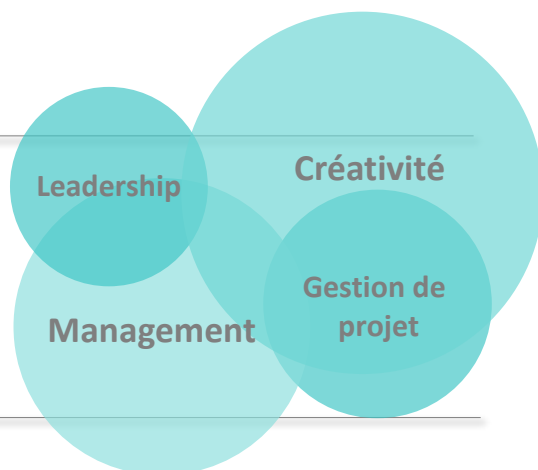 Créativité
Leadership
Gestion de
projet
Management